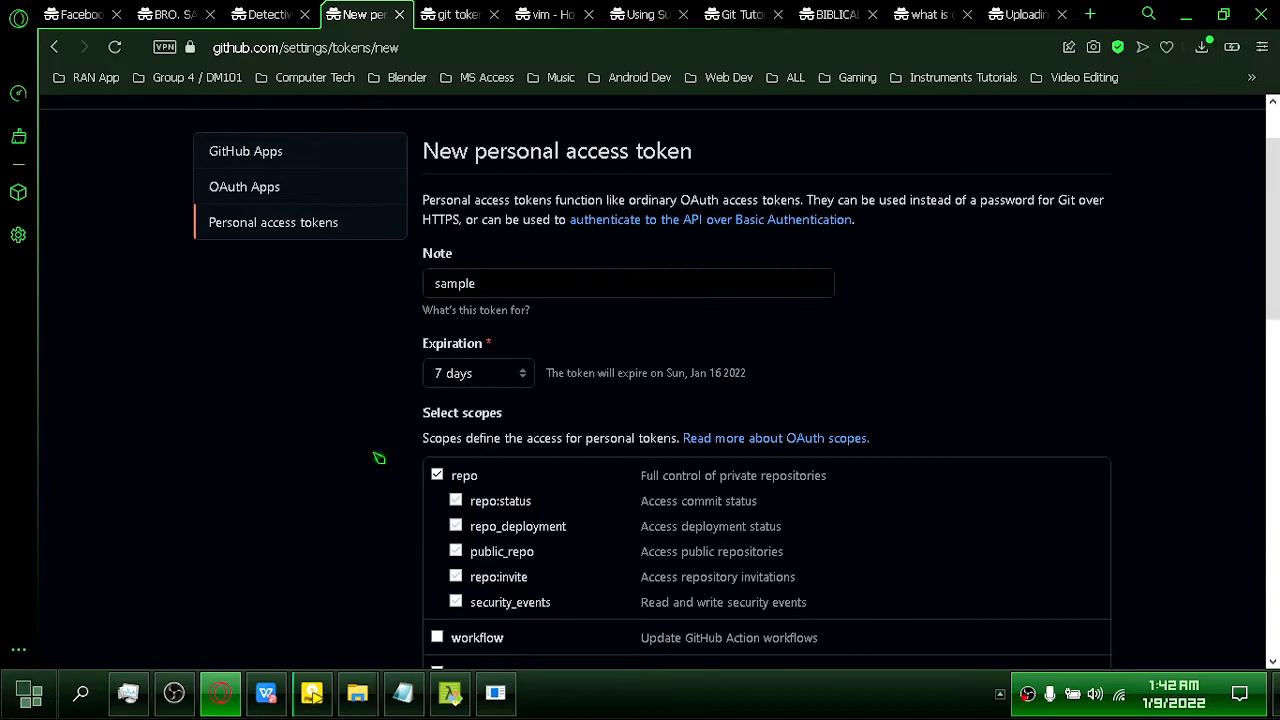 Faceboo
BRO. SA
Detectiv
New per
git token
vim - Ho
Using Su
Git Tuto
BIBLICAL
what is g
Uploadin
VPN
github.com/settings/tokens/new
RAN App
Group 4 / DM101
Computer Tech
Blender
MS Access
Music
Android Dev
Web Dev
ALL
Gaming
Instruments Tutorials
Video Editing
»
GitHub Apps
OAuth Apps
Personal access tokens
New personal access token
Personal access tokens function like ordinary OAuth access tokens. They can be used instead of a password for Git over
HTTPS, or can be used to authenticate to the API over Basic Authentication.
Note
sample
What's this token for?
Expiration *
7 days
The token will expire on Sun, Jan 16 2022
Select scopes
Scopes define the access for personal tokens. Read more about OAuth scopes.
repo Full control of private repositories
repo:status Access commit status
repo_deployment Access deployment status
public_repo Access public repositories
repo:invite Access repository invitations
security_events Read and write security events
workflow Update GitHub Action workflows
1:42 AM
1/9/2022